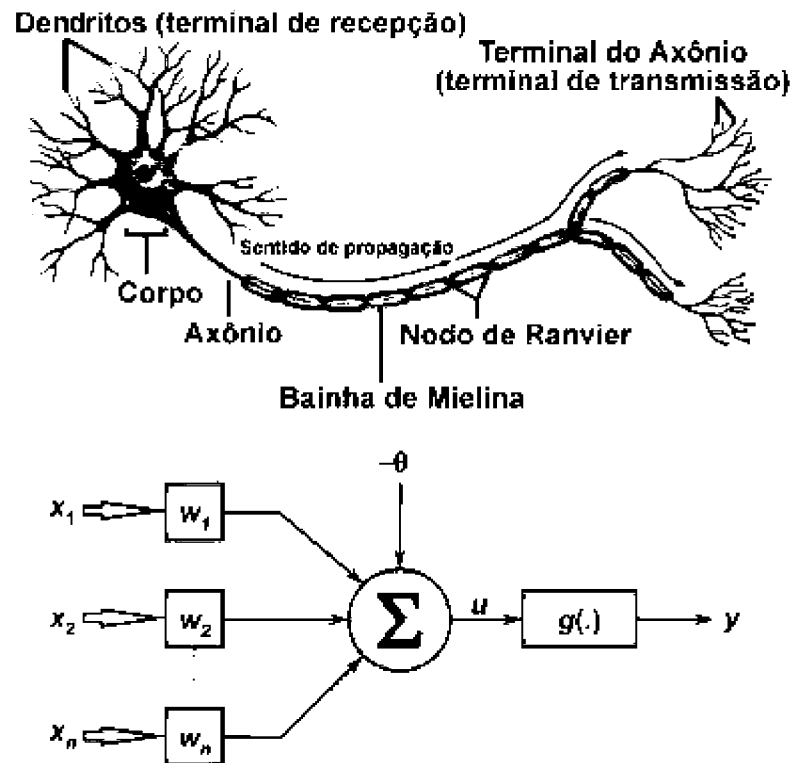 Dendritos (terminal de recepção)
Terminal do Axônio
(terminal de transmissão)
Sentido de propagação
Corpo
Axônio
Nodo de Ranvier
Bainha de Mielina
–θ
x1
w1
x2
w2
Σ
u
g(.)
y
xn
wn